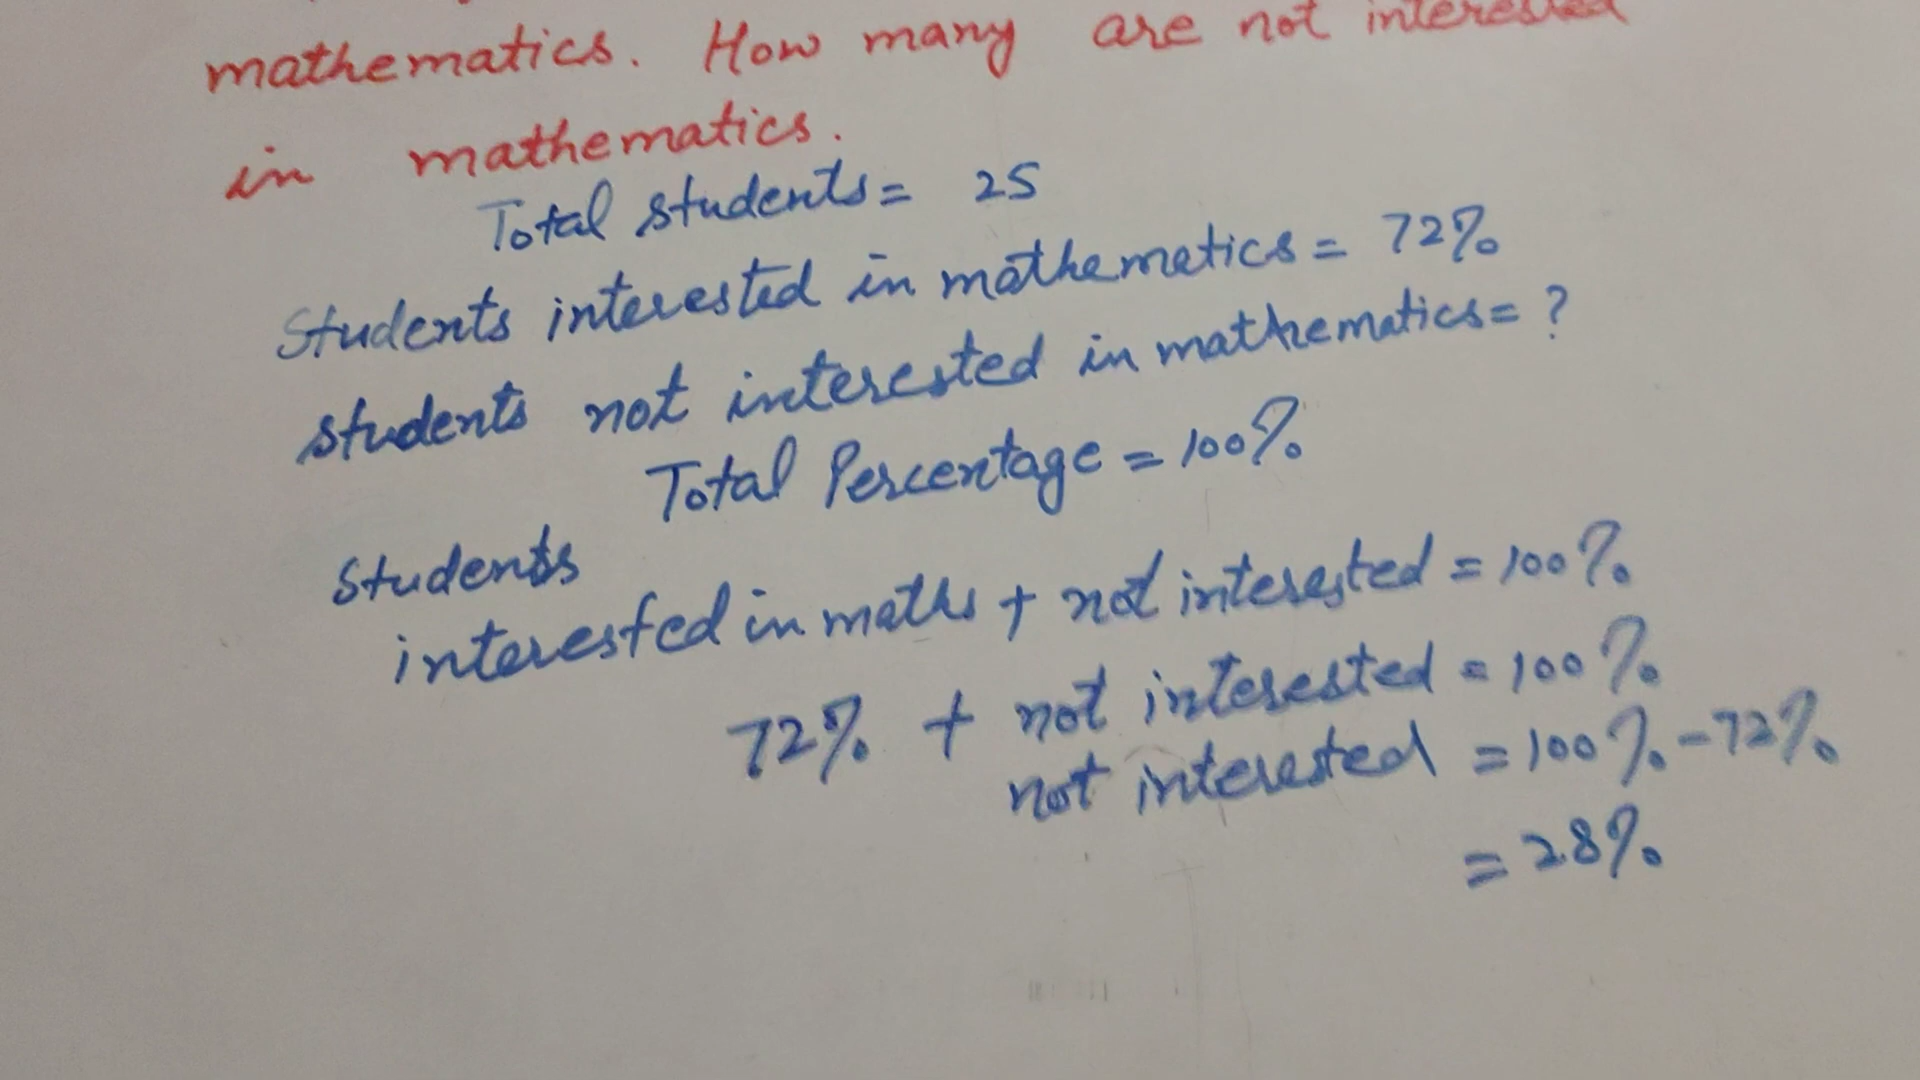 mathematics. How many are not interested
in mathematics.
Total students = 25
Students interested in mathematics = 72%
students not interested in mathematics = ?
Total Percentage = 100%
Students
interested in maths + not interested = 100%
72% + not interested = 100%
not interested = 100% - 72%
= 28%